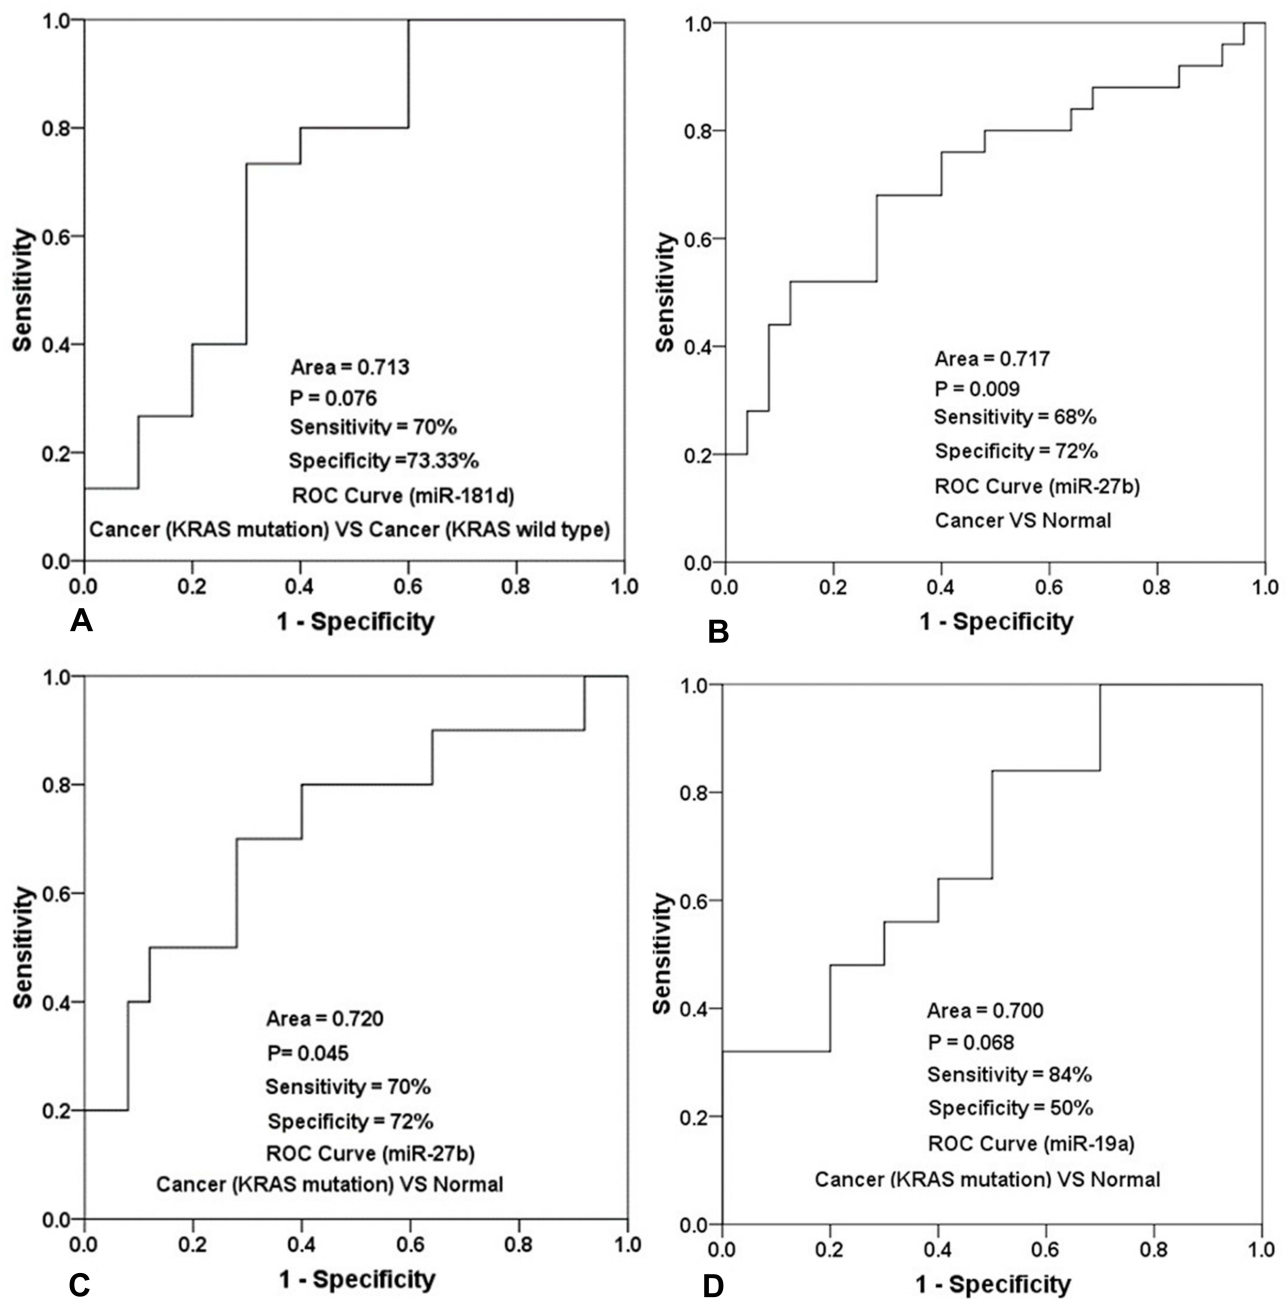 1.0
0.8
0.6
0.4
0.2
0.0
Sensitivity
Area = 0.713
P = 0.076
Sensitivity = 70%
Specificity =73.33%
ROC Curve (miR-181d)
Cancer (KRAS mutation) VS Cancer (KRAS wild type)
0.0 0.2 0.4 0.6 0.8 1.0
1 - Specificity
A
1.0
0.8
0.6
0.4
0.2
0.0
Sensitivity
Area = 0.717
P = 0.009
Sensitivity = 68%
Specificity = 72%
ROC Curve (miR-27b)
Cancer VS Normal
0.0 0.2 0.4 0.6 0.8 1.0
1 - Specificity
B
1.0
0.8
0.6
0.4
0.2
0.0
Sensitivity
Area = 0.720
P= 0.045
Sensitivity = 70%
Specificity = 72%
ROC Curve (miR-27b)
Cancer (KRAS mutation) VS Normal
0.0 0.2 0.4 0.6 0.8 1.0
1 - Specificity
C
1.0
0.8
0.6
0.4
0.2
0.0
Sensitivity
Area = 0.700
P = 0.068
Sensitivity = 84%
Specificity = 50%
ROC Curve (miR-19a)
Cancer (KRAS mutation) VS Normal
0.0 0.2 0.4 0.6 0.8 1.0
1 - Specificity
D